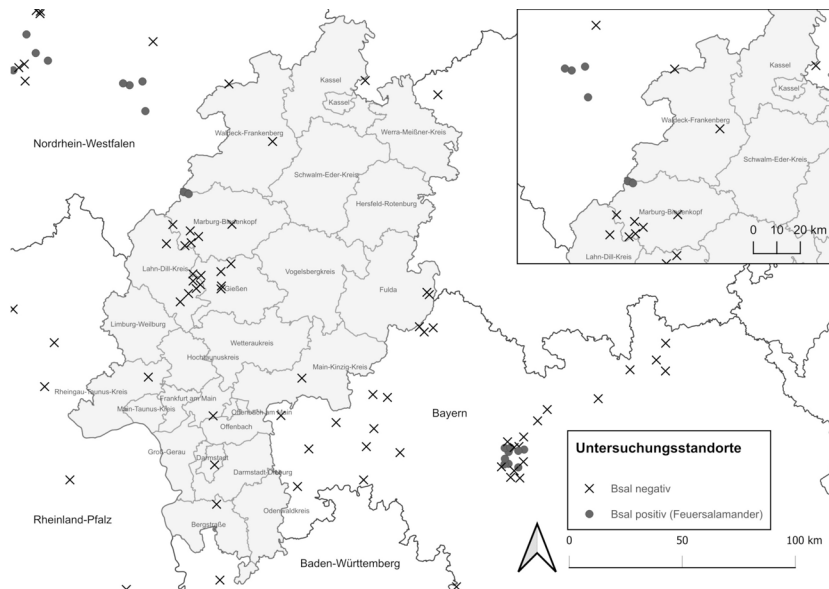 Kassel
Kassel
Waldeck-Frankenberg
Werra-Meißner-Kreis
Nordrhein-Westfalen
Schwalm-Eder-Kreis
Hersfeld-Rotenburg
Marburg-Biedenkopf
Lahn-Dill-Kreis
Gießen
Vogelsbergkreis
Fulda
Limburg-Weilburg
Wetteraukreis
Hochtaunuskreis
Main-Kinzig-Kreis
Rheingau-Taunus-Kreis
Frankfurt am Main
Main-Taunus-Kreis
Offenbach am Main
Offenbach
Bayern
Groß-Gerau
Darmstadt
Darmstadt-Dieburg
Rheinland-Pfalz
Odenwaldkreis
Bergstraße
Baden-Württemberg
Kassel
Kassel
Waldeck-Frankenberg
Schwalm-Eder-Kreis
Marburg-Biedenkopf
Lahn-Dill-Kreis
0 10 20 km
Untersuchungsstandorte
Bsal negativ
Bsal positiv (Feuersalamander)
0 50 100 km